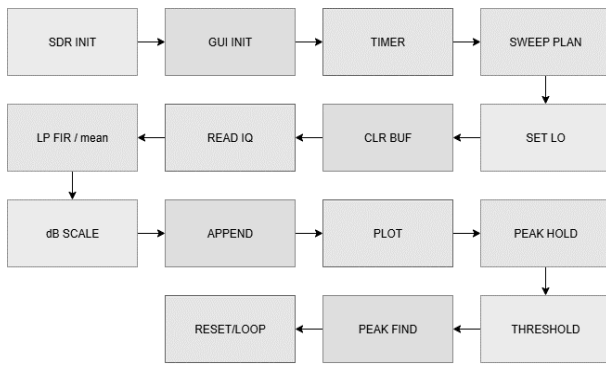 SDR INIT
GUI INIT
TIMER
SWEEP PLAN
SET LO
CLR BUF
READ IQ
LP FIR / mean
dB SCALE
APPEND
PLOT
PEAK HOLD
THRESHOLD
PEAK FIND
RESET/LOOP